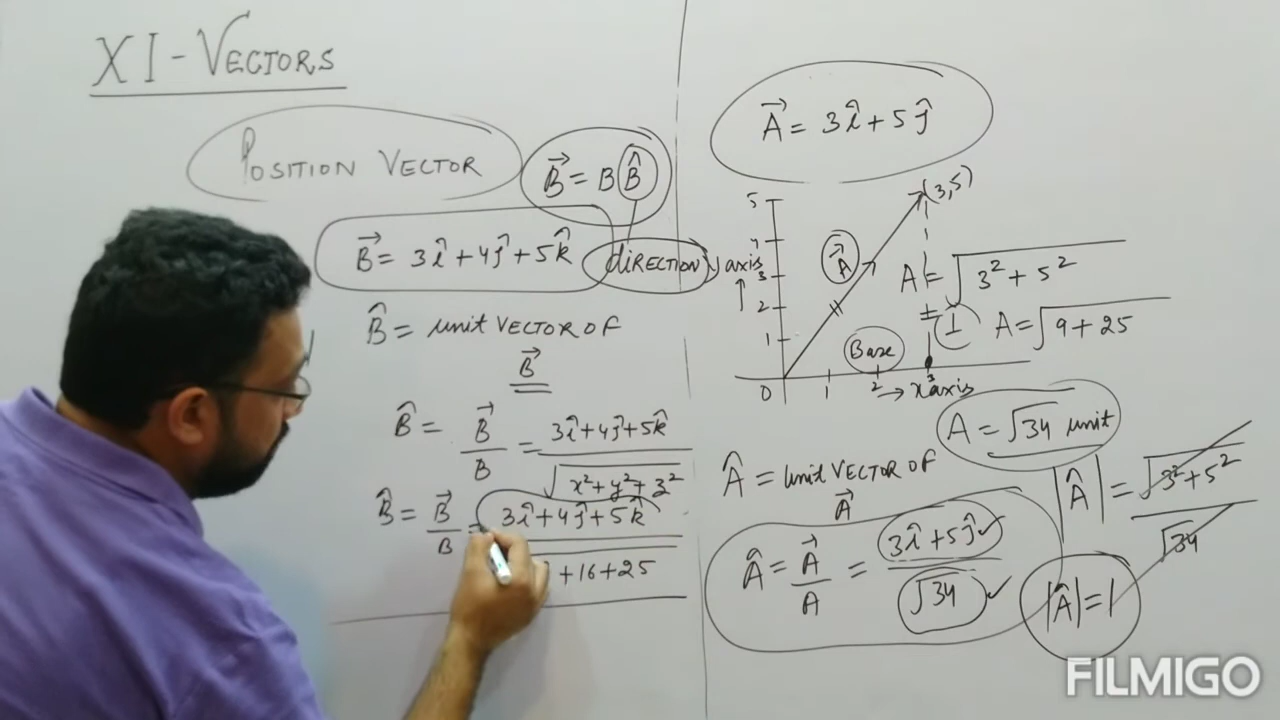 XI - VECTORS
POSITION VECTOR
B⃗ = B B̂
B⃗ = 3î + 4ĵ + 5k̂
DIRECTION
B̂ = unit VECTOR OF
B⃗
B̂ = B⃗/B = (3î + 4ĵ + 5k̂)/√(x² + y² + z²)
B̂ = B⃗/B = 3î + 4ĵ + 5k̂
+ 16 + 25
A⃗ = 3î + 5ĵ
(3,5)
5
4
3
2
1
y axis
A⃗
Base
0 1 2 3
→ x axis
A = √(3² + 5²)
A = √(9 + 25)
A = √34 unit
Â = unit VECTOR OF
A⃗
Â = A⃗/A = (3î + 5ĵ)/√34
|Â| = √(3² + 5²)/√34
|Â| = 1
FILMIGO